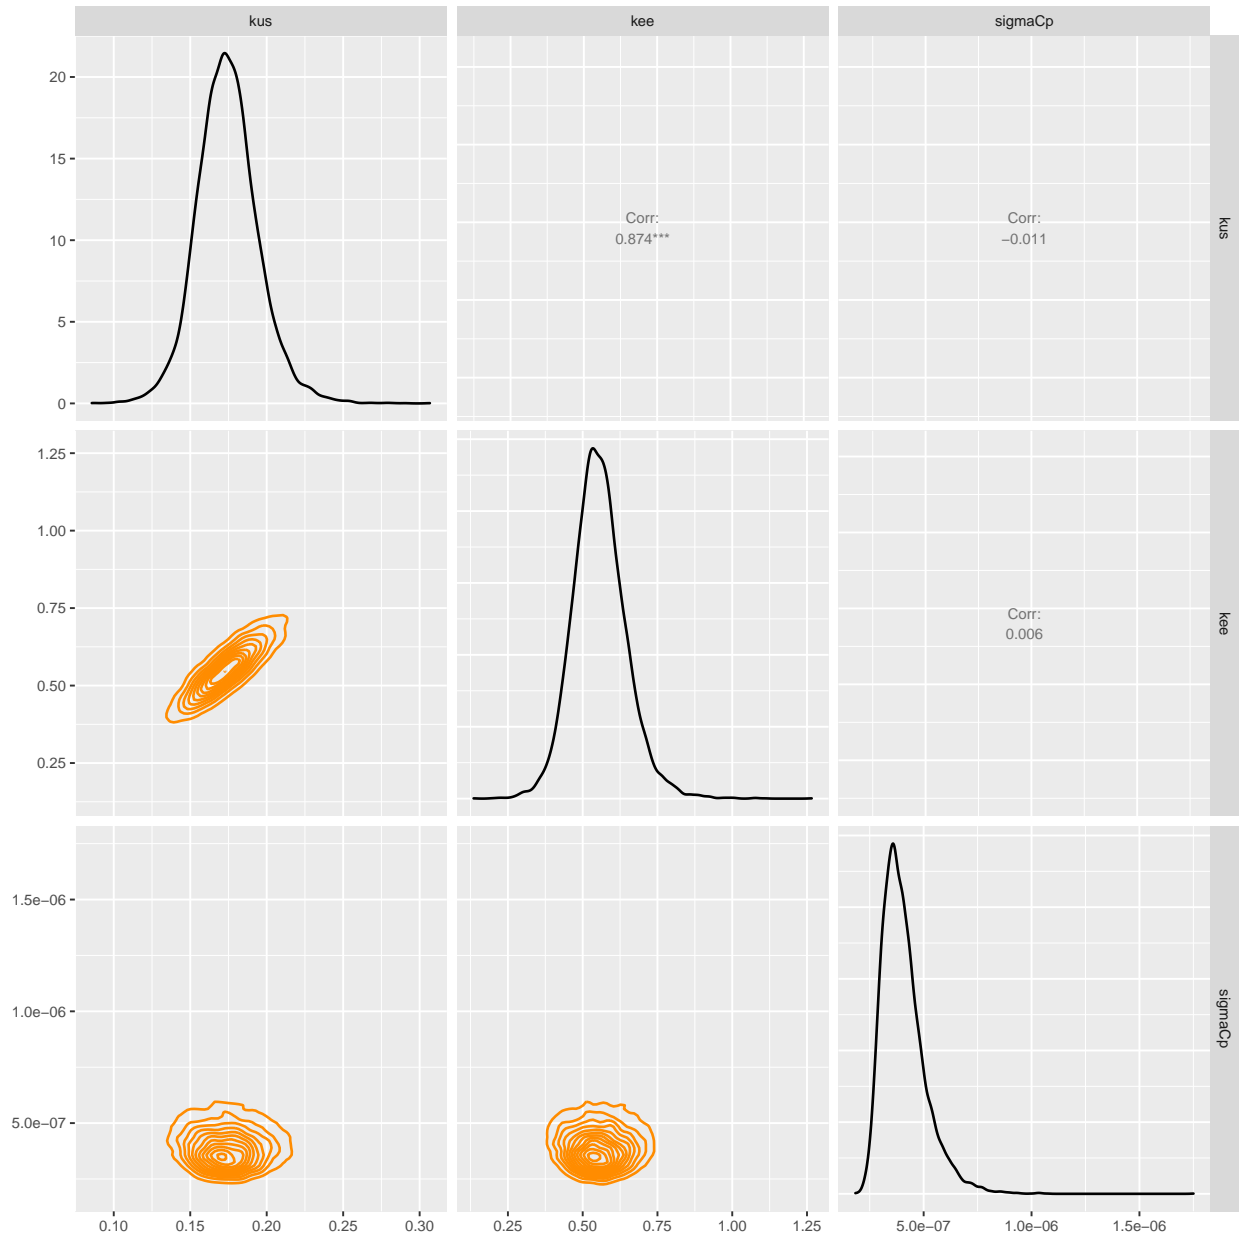 kus kee sigmaCp
20
15
10
5
0
Corr:
0.874***
Corr:
−0.011
kus
1.25
1.00
0.75
0.50
0.25
Corr:
0.006
kee
1.5e−06
1.0e−06
5.0e−07
sigmaCp
0.10 0.15 0.20 0.25 0.30 0.25 0.50 0.75 1.00 1.25 5.0e−07 1.0e−06 1.5e−06